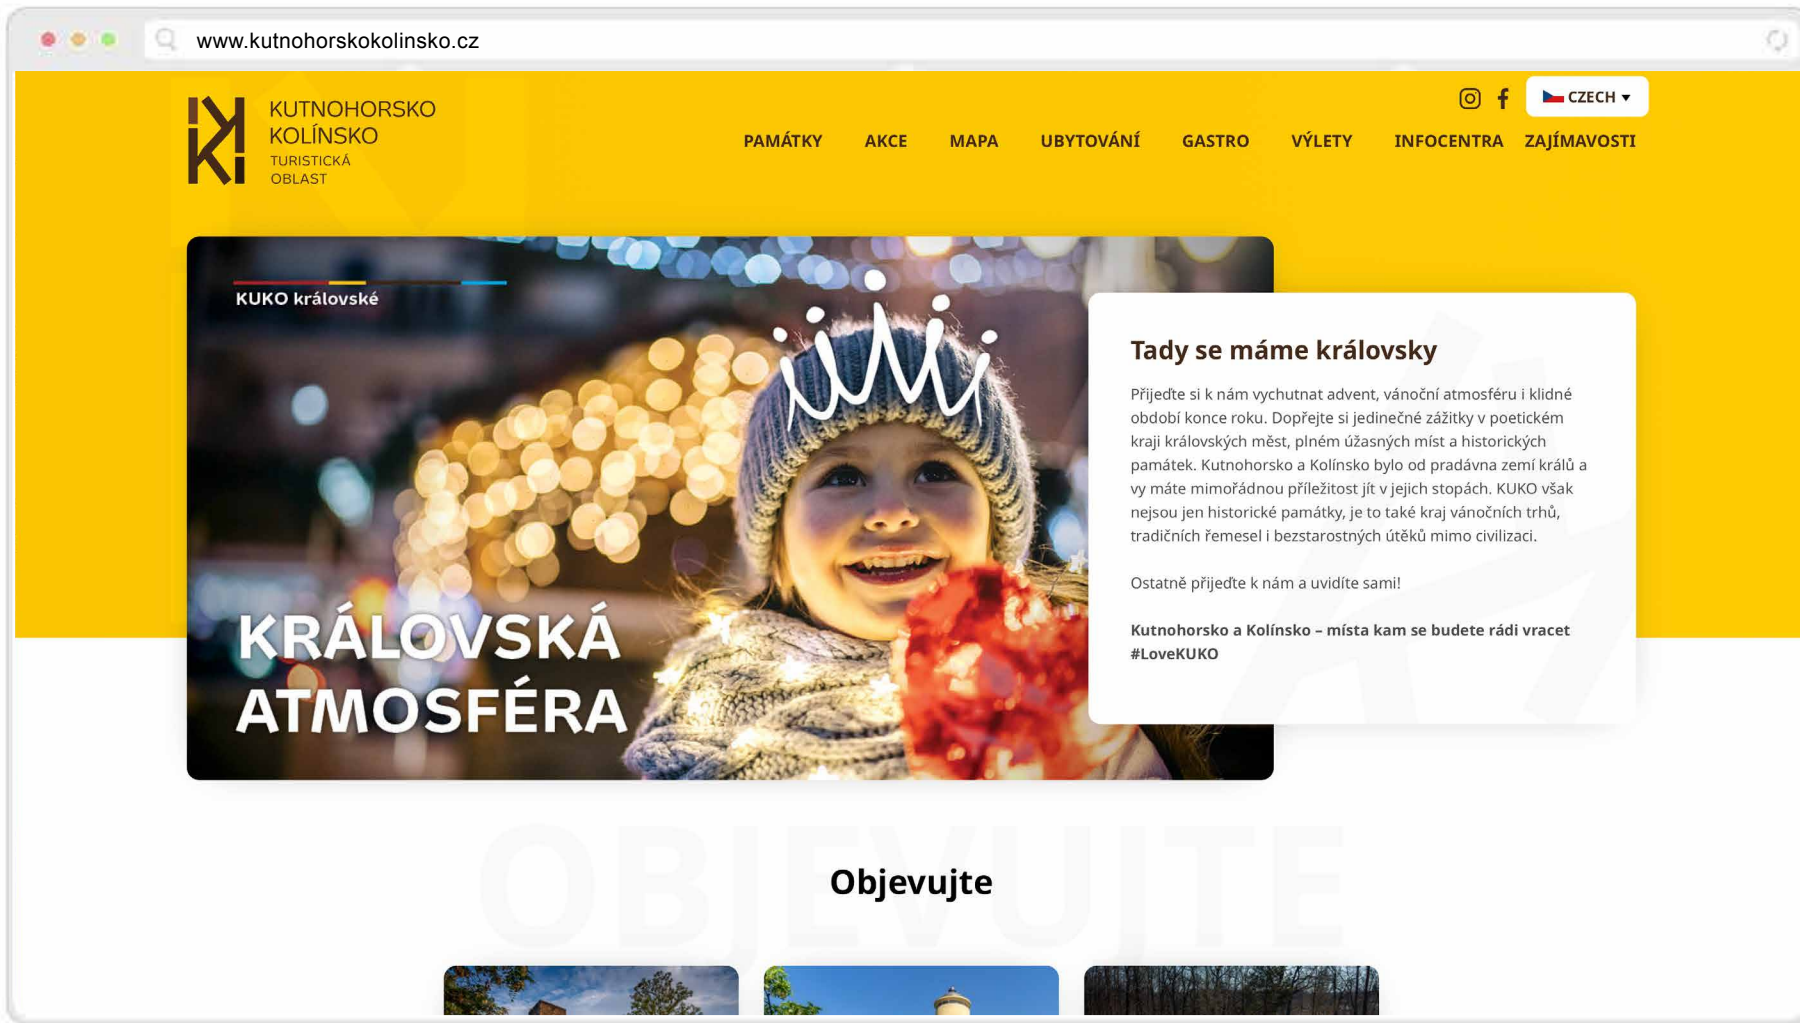 www.kutnohorskokolinsko.cz
KUTNOHORSKO
KOLÍNSKO
TURISTICKÁ
OBLAST
CZECH
PAMÁTKY AKCE MAPA UBYTOVÁNÍ GASTRO VÝLETY INFOCENTRA ZAJÍMAVOSTI
KUKO královské
KRÁLOVSKÁ
ATMOSFÉRA
Tady se máme královsky
Přijeďte si k nám vychutnat advent, vánoční atmosféru i klidné
období konce roku. Dopřejte si jedinečné zážitky v poetickém
kraji královských měst, plném úžasných míst a historických
památek. Kutnohorsko a Kolínsko bylo od pradávna zemí králů a
vy máte mimořádnou příležitost jít v jejich stopách. KUKO však
nejsou jen historické památky, je to také kraj vánočních trhů,
tradičních řemesel i bezstarostných útěků mimo civilizaci.
Ostatně přijeďte k nám a uvidíte sami!
Kutnohorsko a Kolínsko – místa kam se budete rádi vracet
#LoveKUKO
OBJEVUJTE
Objevujte